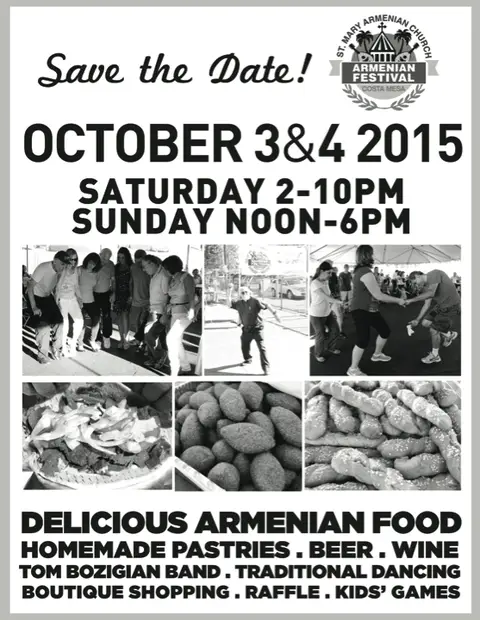 Save the Date!
ST. MARY ARMENIAN CHURCH
ARMENIAN
FESTIVAL
COSTA MESA
OCTOBER 3&4 2015
SATURDAY 2-10PM
SUNDAY NOON-6PM
DELICIOUS ARMENIAN FOOD
HOMEMADE PASTRIES . BEER . WINE
TOM BOZIGIAN BAND . TRADITIONAL DANCING
BOUTIQUE SHOPPING . RAFFLE . KIDS' GAMES